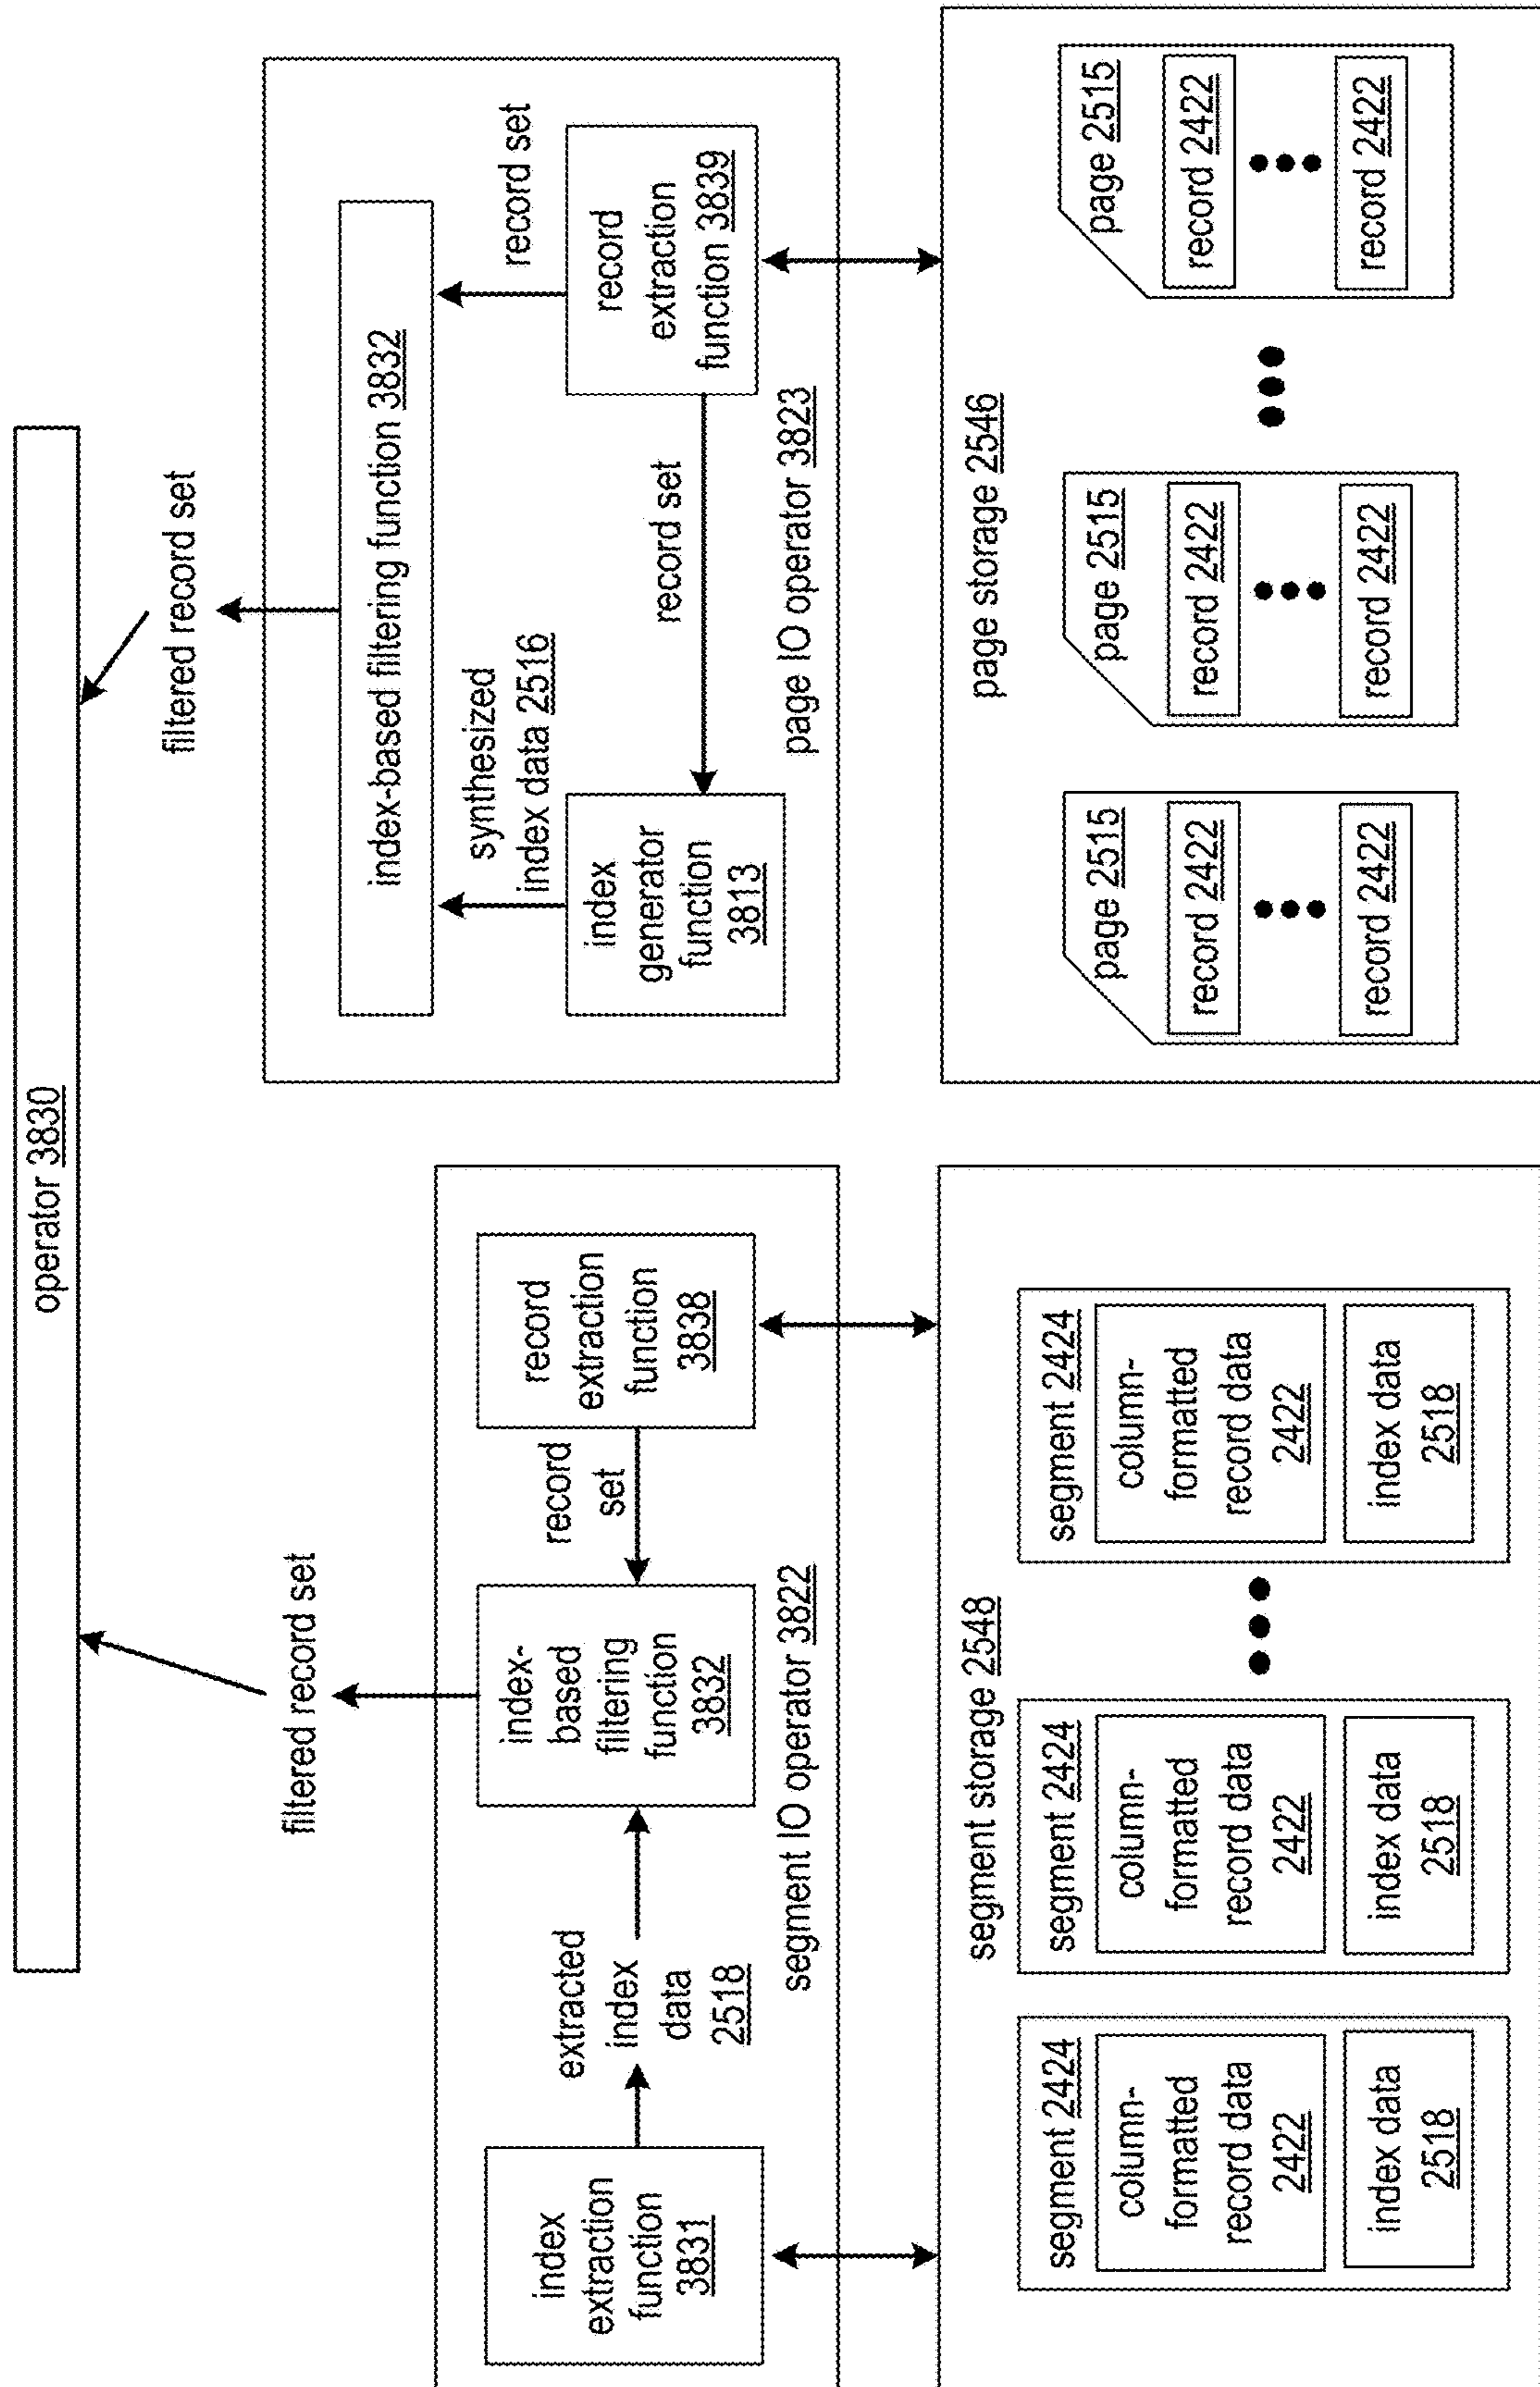 operator 3830
filtered record set
filtered record set
index
extraction
function
3831
extracted
index
data
2518
index-
based
filtering
function
3832
record
set
record
extraction
function
3838
segment IO operator 3822
index-based filtering function 3832
synthesized
index data 2516
record set
index
generator
function
3813
record set
record
extraction
function 3839
page IO operator 3823
segment storage 2548
segment 2424
column-
formatted
record data
2422
index data
2518
segment 2424
column-
formatted
record data
2422
index data
2518
segment 2424
column-
formatted
record data
2422
index data
2518
page storage 2546
page 2515
record 2422
record 2422
page 2515
record 2422
record 2422
page 2515
record 2422
record 2422